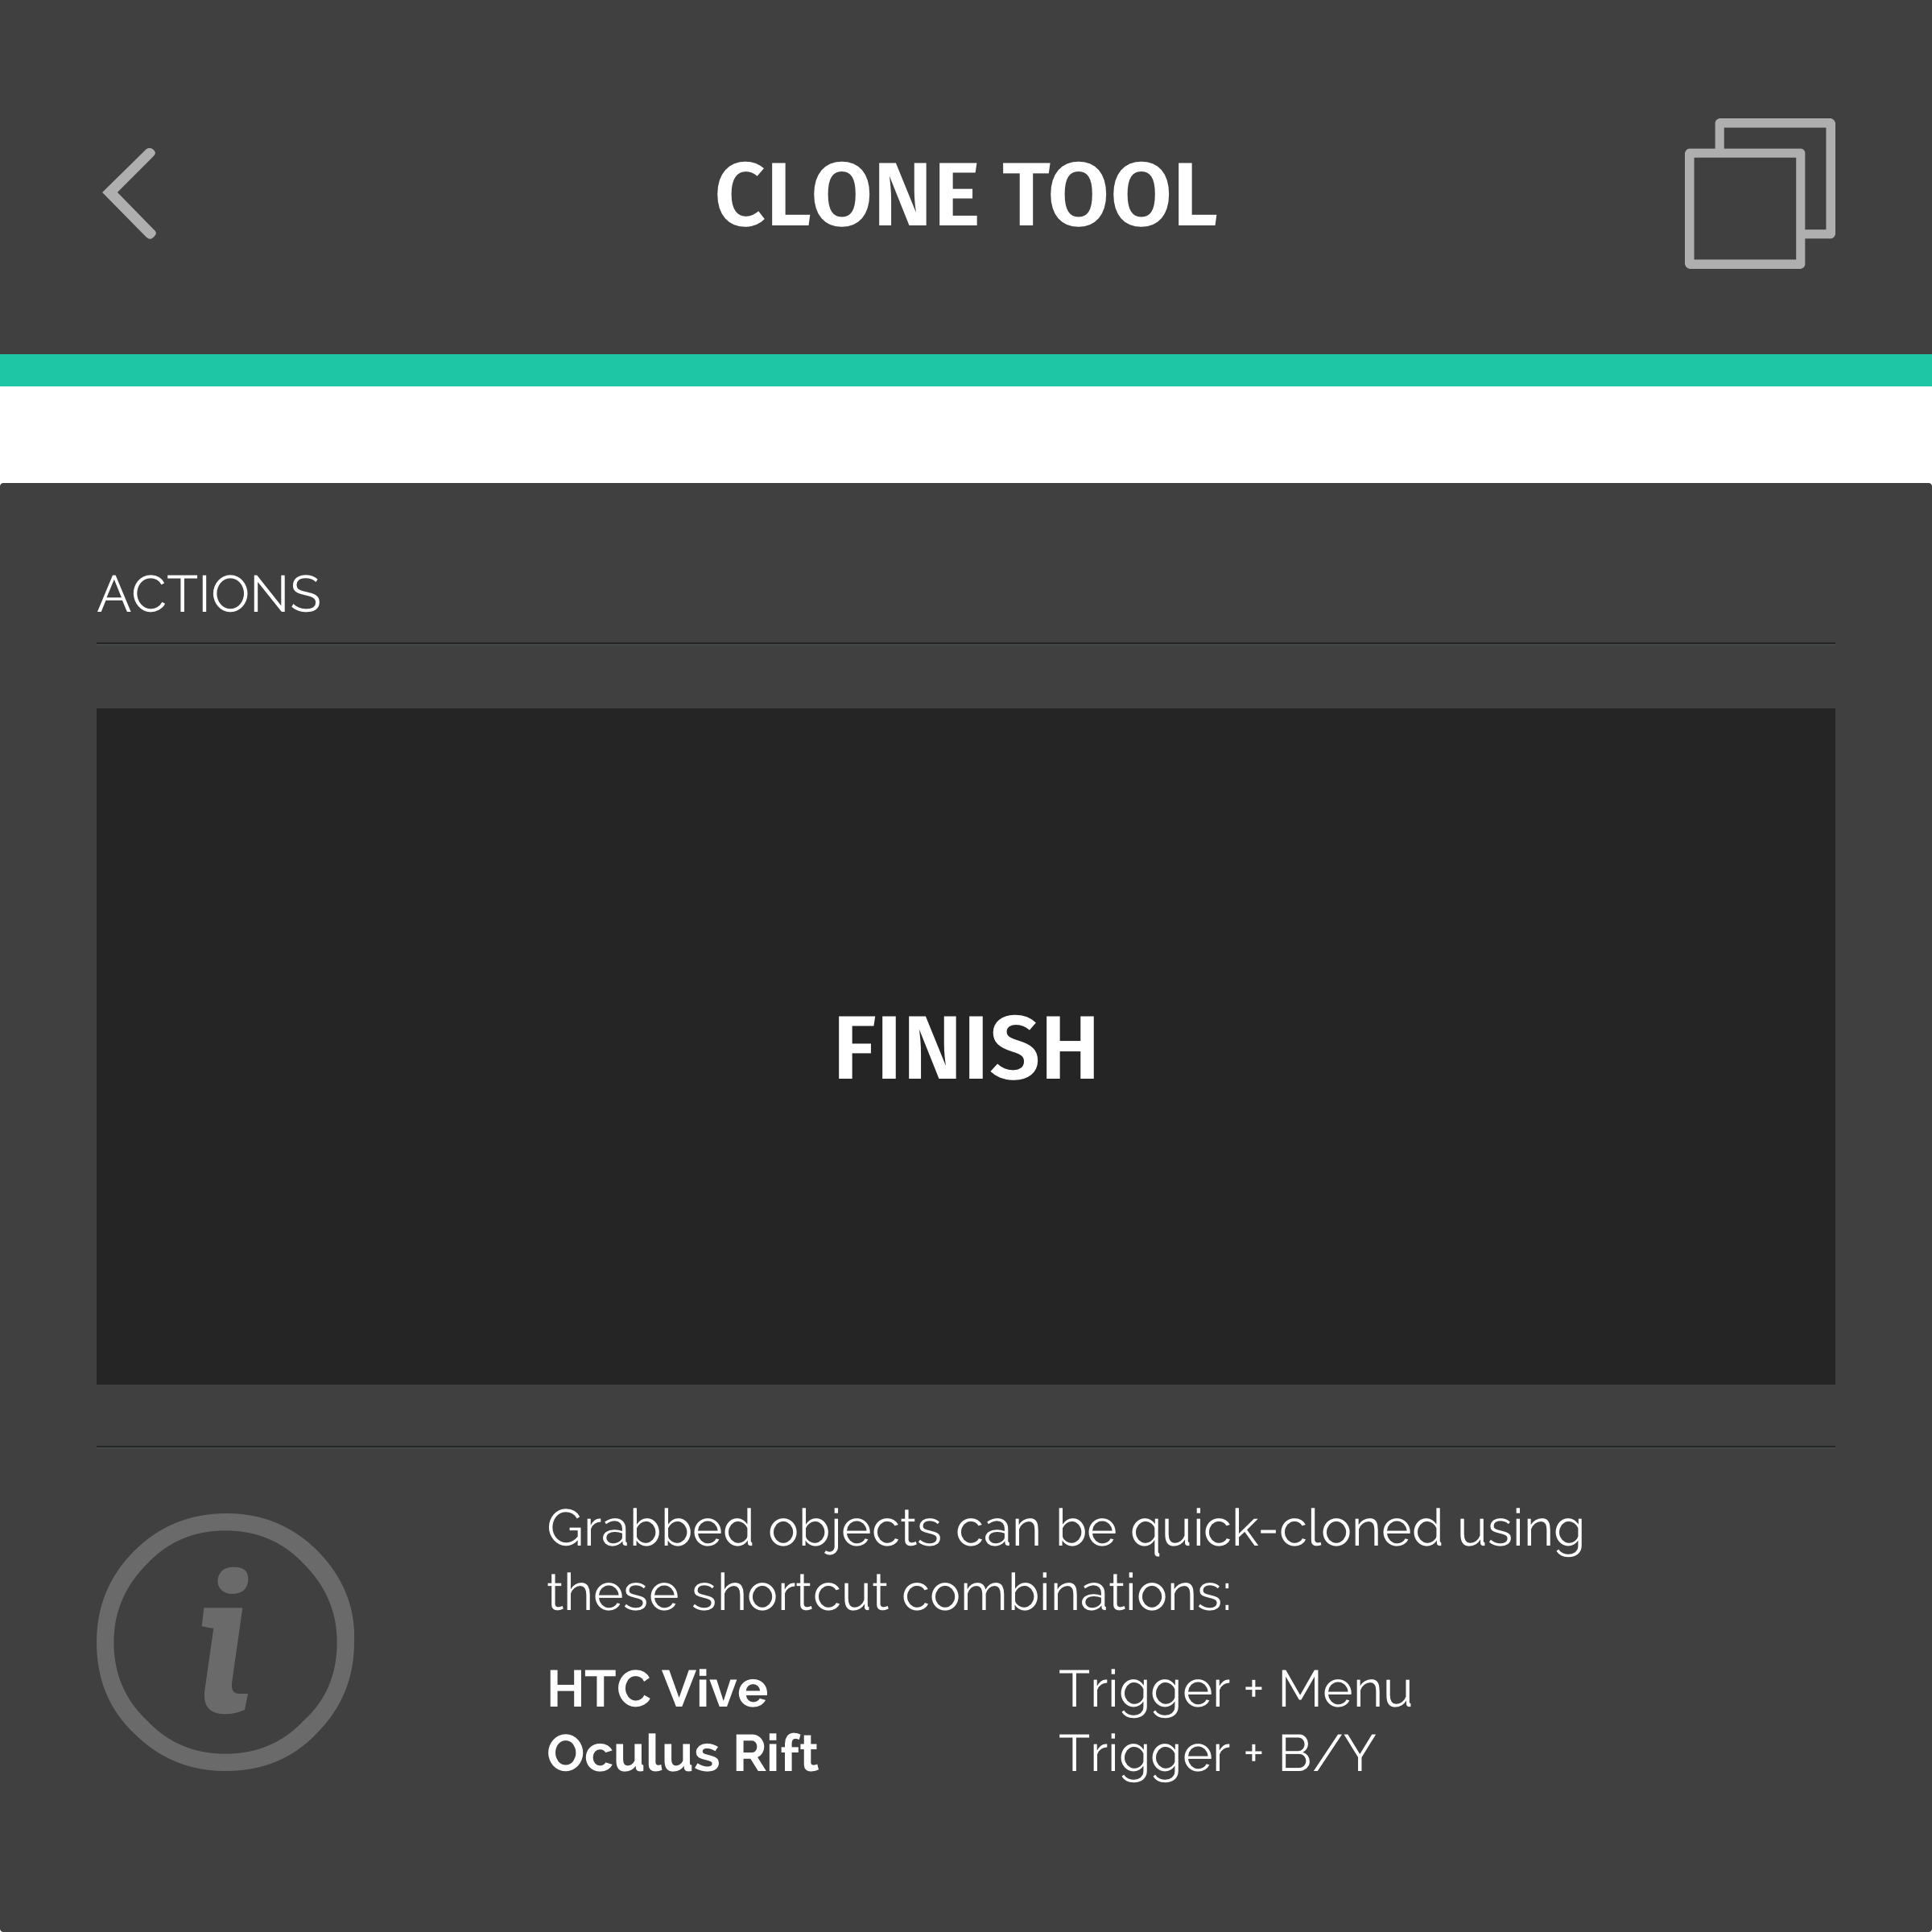 CLONE TOOL
ACTIONS
FINISH
Grabbed objects can be quick-cloned using
these shortcut combinations:
HTC Vive Trigger + Menu
Oculus Rift Trigger + B/Y